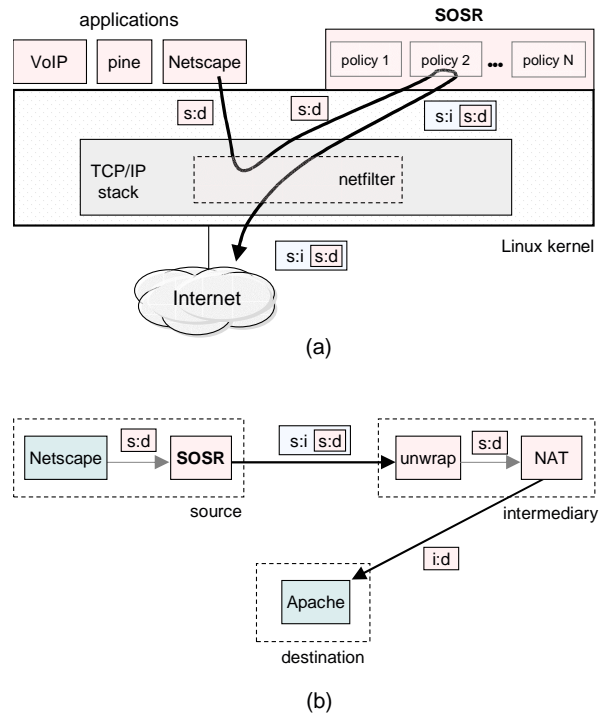 applications
SOSR
VoIP
pine
Netscape
policy 1
policy 2
...
policy N
s:d
s:d
s:i s:d
TCP/IP
stack
netfilter
Linux kernel
s:i s:d
Internet
(a)
Netscape
s:d
SOSR
s:i s:d
unwrap
s:d
NAT
source
intermediary
i:d
Apache
destination
(b)